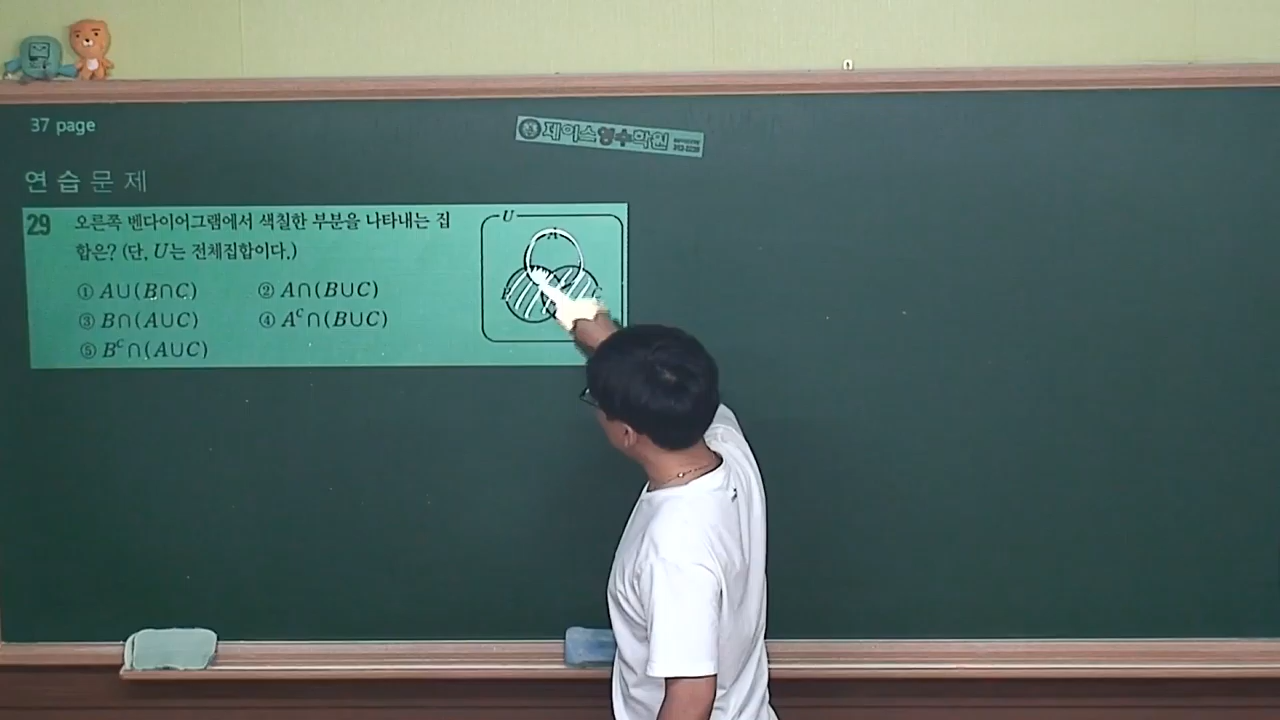 37 page
제이스영수학원
연습문제
29 오른쪽 벤다이어그램에서 색칠한 부분을 나타내는 집
합은? (단, U는 전체집합이다.)
① A∪(B∩C) ② A∩(B∪C)
③ B∩(A∪C) ④ Aᶜ∩(B∪C)
⑤ Bᶜ∩(A∪C)
U
A
B C